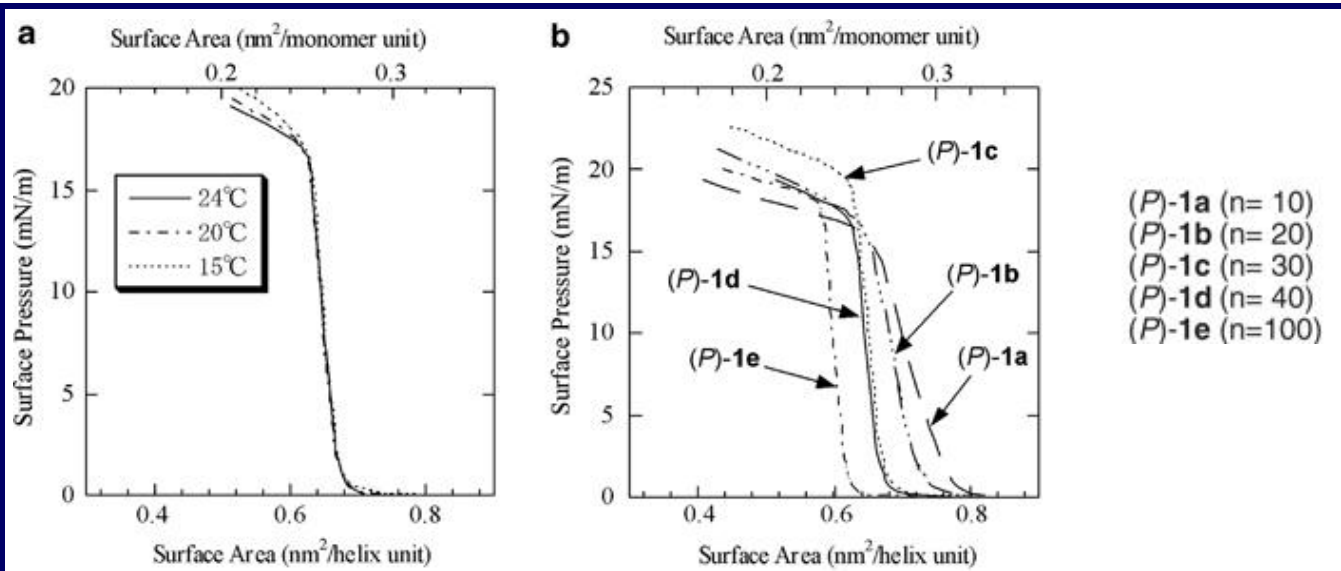 a
Surface Area (nm²/monomer unit)
0.2 0.3
20
15
10
5
0
Surface Pressure (mN/m)
24℃
20℃
15℃
0.4 0.6 0.8
Surface Area (nm²/helix unit)
b
Surface Area (nm²/monomer unit)
0.2 0.3
25
20
15
10
5
0
Surface Pressure (mN/m)
(P)-1c
(P)-1d
(P)-1b
(P)-1e
(P)-1a
0.4 0.6 0.8
Surface Area (nm²/helix unit)
(P)-1a (n= 10)
(P)-1b (n= 20)
(P)-1c (n= 30)
(P)-1d (n= 40)
(P)-1e (n=100)